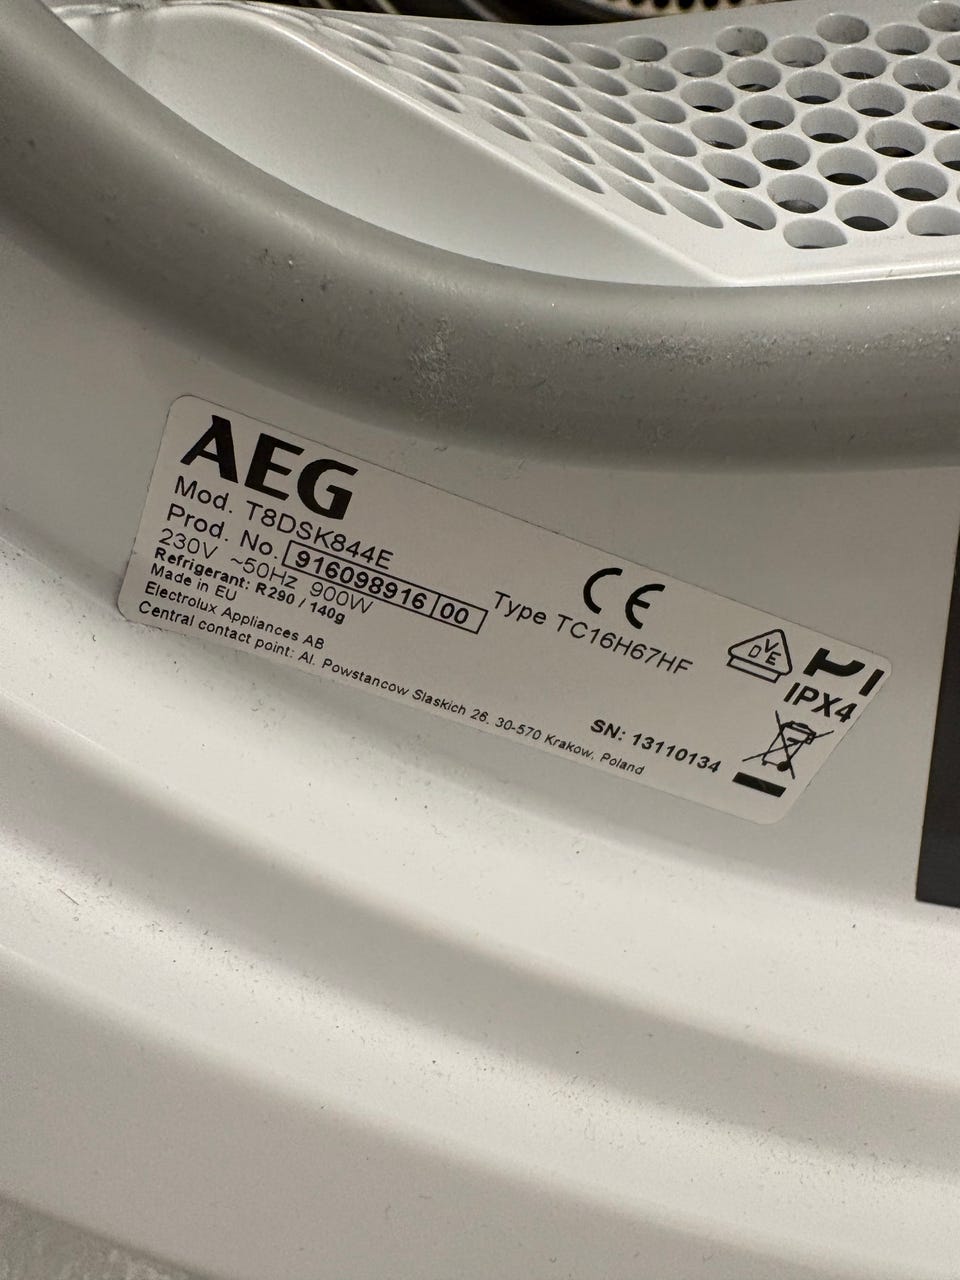 AEG
Mod. T8DSK844E
Prod. No. 916098916 00
Type TC16H67HF
230V ~50Hz 900W
Refrigerant: R290 / 140g
Made in EU
Electrolux Appliances AB
Central contact point: Al. Powstancow Slaskich 26, 30-570 Krakow, Poland
CE
DVE
IPX4
SN: 13110134